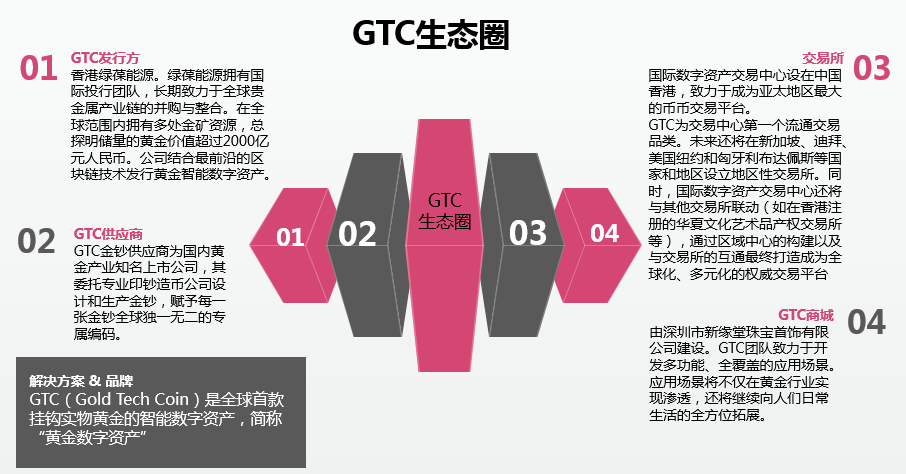 GTC生态圈
01
GTC发行方
香港绿葆能源。绿葆能源拥有国
际投行团队，长期致力于全球贵
金属产业链的并购与整合。在全
球范围内拥有多处金矿资源，总
探明储量的黄金价值超过2000亿
元人民币。公司结合最前沿的区
块链技术发行黄金智能数字资产。
02
GTC供应商
GTC金钞供应商为国内黄
金产业知名上市公司，其
委托专业印钞造币公司设
计和生产金钞，赋予每一
张金钞全球独一无二的专
属编码。
解决方案 & 品牌
GTC（Gold Tech Coin）是全球首款
挂钩实物黄金的智能数字资产，简称
“黄金数字资产”
01
02
GTC
生态圈
03
04
交易所
03
国际数字资产交易中心设在中国
香港，致力于成为亚太地区最大
的币币交易平台。
GTC为交易中心第一个流通交易
品类。未来还将在新加坡、迪拜、
美国纽约和匈牙利布达佩斯等国
家和地区设立地区性交易所。同
时，国际数字资产交易中心还将
与其他交易所联动（如在香港注
册的华夏文化艺术品产权交易所
等），通过区域中心的构建以及
与交易所的互通最终打造成为全
球化、多元化的权威交易平台
GTC商城
04
由深圳市新缘堂珠宝首饰有限
公司建设。GTC团队致力于开
发多功能、全覆盖的应用场景。
应用场景将不仅在黄金行业实
现渗透，还将继续向人们日常
生活的全方位拓展。